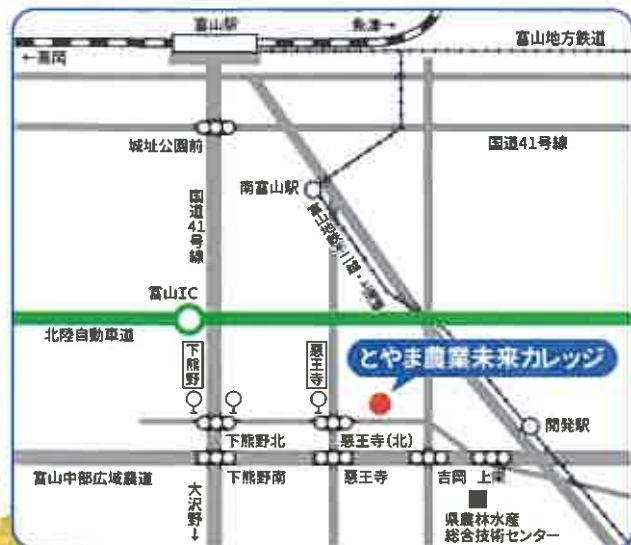 富山駅
魚津→
←高岡
富山地方鉄道
城址公園前
国道41号線
南富山駅
国道41号線
富山IC
北陸自動車道
下熊野
悪王寺
とやま農業未来カレッジ
開発駅
下熊野北
悪王寺(北)
富山中部広域農道
下熊野南
悪王寺
吉岡
上栄
大沢野↓
県農林水産
総合技術センター